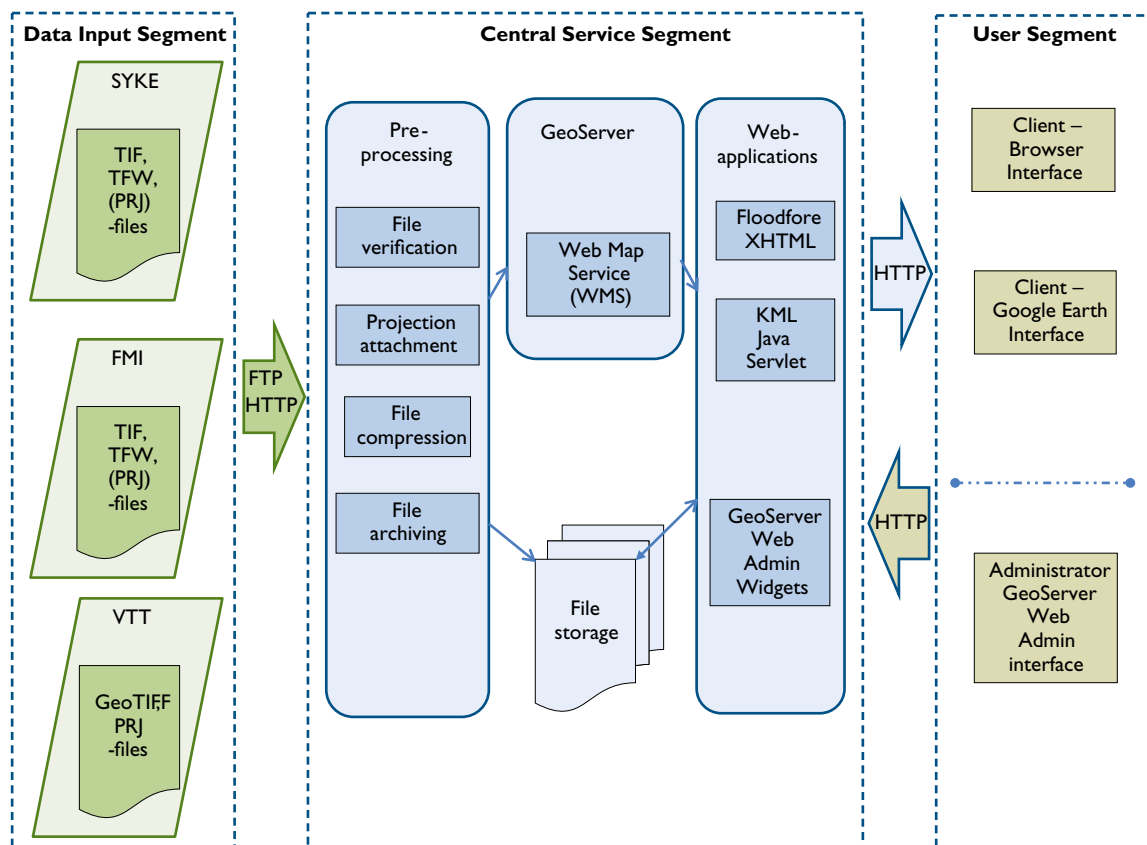 Data Input Segment
SYKE
TIF,
TFW,
(PRJ)
-files
FMI
TIF,
TFW,
(PRJ)
-files
VTT
GeoTIF,F
PRJ
-files
FTP
HTTP
Central Service Segment
Pre-
processing
File
verification
Projection
attachment
File
compression
File
archiving
GeoServer
Web Map
Service
(WMS)
File
storage
Web-
applications
Floodfore
XHTML
KML
Java
Servlet
GeoServer
Web
Admin
Widgets
HTTP
HTTP
User Segment
Client –
Browser
Interface
Client –
Google Earth
Interface
Administrator
GeoServer
Web
Admin
interface